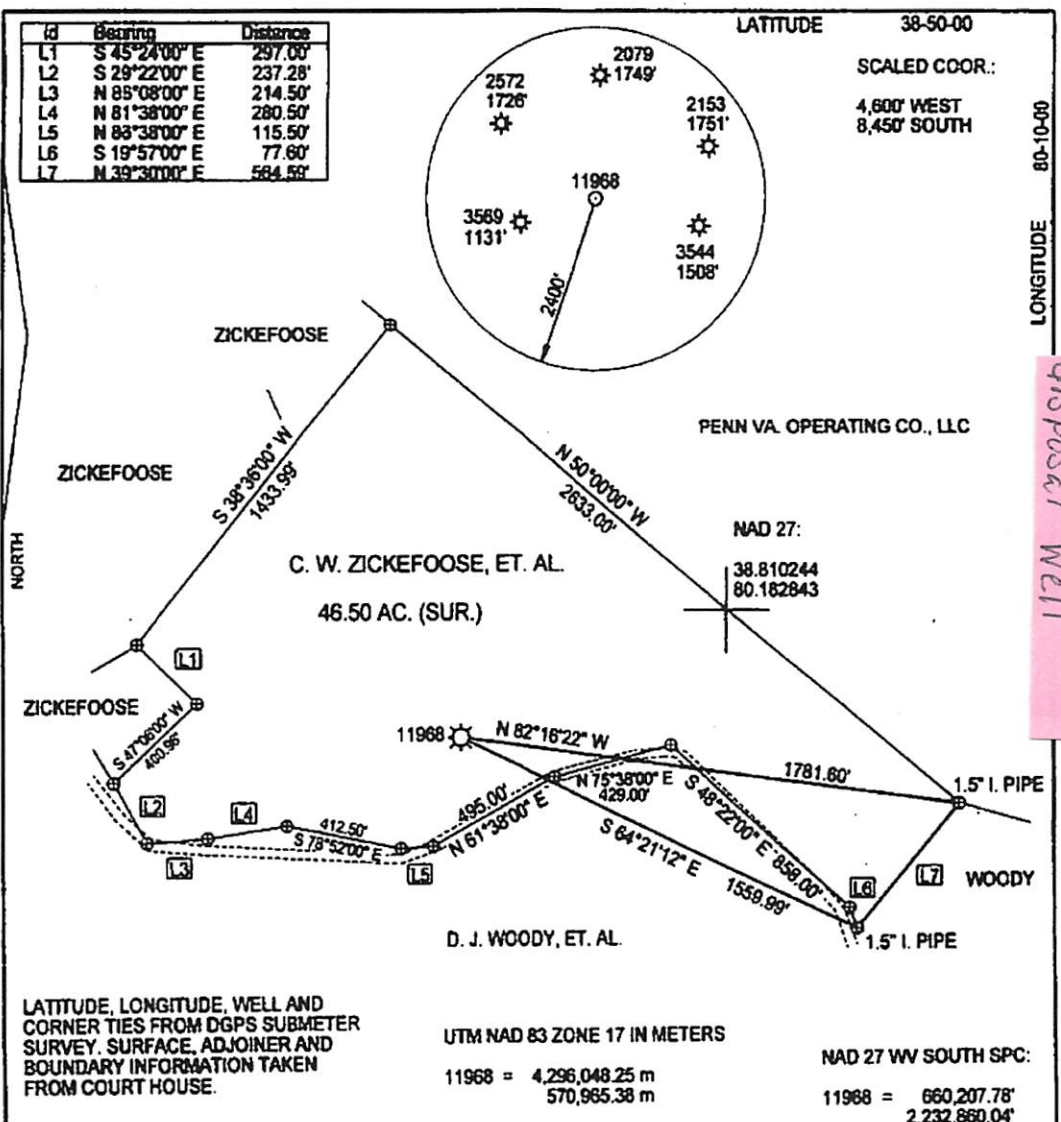 Id Bearing Distance
L1 S 45°24'00" E 297.00'
L2 S 29°22'00" E 237.28'
L3 N 85°08'00" E 214.50'
L4 N 81°38'00" E 280.50'
L5 N 83°38'00" E 115.50'
L6 S 19°57'00" E 77.60'
L7 N 39°30'00" E 564.59'
LATITUDE 38-50-00
SCALED COOR.:
4,600' WEST
8,450' SOUTH
LONGITUDE 80-10-00
2079
1749'
2572
1726'
2153
1751'
11968
3569
1131'
3544
1508'
2400'
ZICKEFOOSE
ZICKEFOOSE
S 38°36'00" W
1433.99'
N 50°00'00" W
2633.00'
PENN VA. OPERATING CO., LLC
disposal Well
NORTH
C. W. ZICKEFOOSE, ET. AL.
46.50 AC. (SUR.)
NAD 27:
38.810244
80.182843
L1
ZICKEFOOSE
S 47°06'00" W
400.96'
11968
N 82°16'22" W
1781.60'
1.5" I. PIPE
N 75°38'00" E
429.00'
S 48°22'00" E 858.00'
495.00'
N 61°38'00" E
S 64°21'12" E
1559.99'
L2
L4
412.50'
S 78°52'00" E
L3
L5
L6
L7
WOODY
D. J. WOODY, ET. AL.
1.5" I. PIPE
LATITUDE, LONGITUDE, WELL AND
CORNER TIES FROM DGPS SUBMETER
SURVEY. SURFACE, ADJOINER AND
BOUNDARY INFORMATION TAKEN
FROM COURT HOUSE.
UTM NAD 83 ZONE 17 IN METERS
11968 = 4,296,048.25 m
570,965.38 m
NAD 27 WV SOUTH SPC:
11968 = 660,207.78'
2,232,860.04'